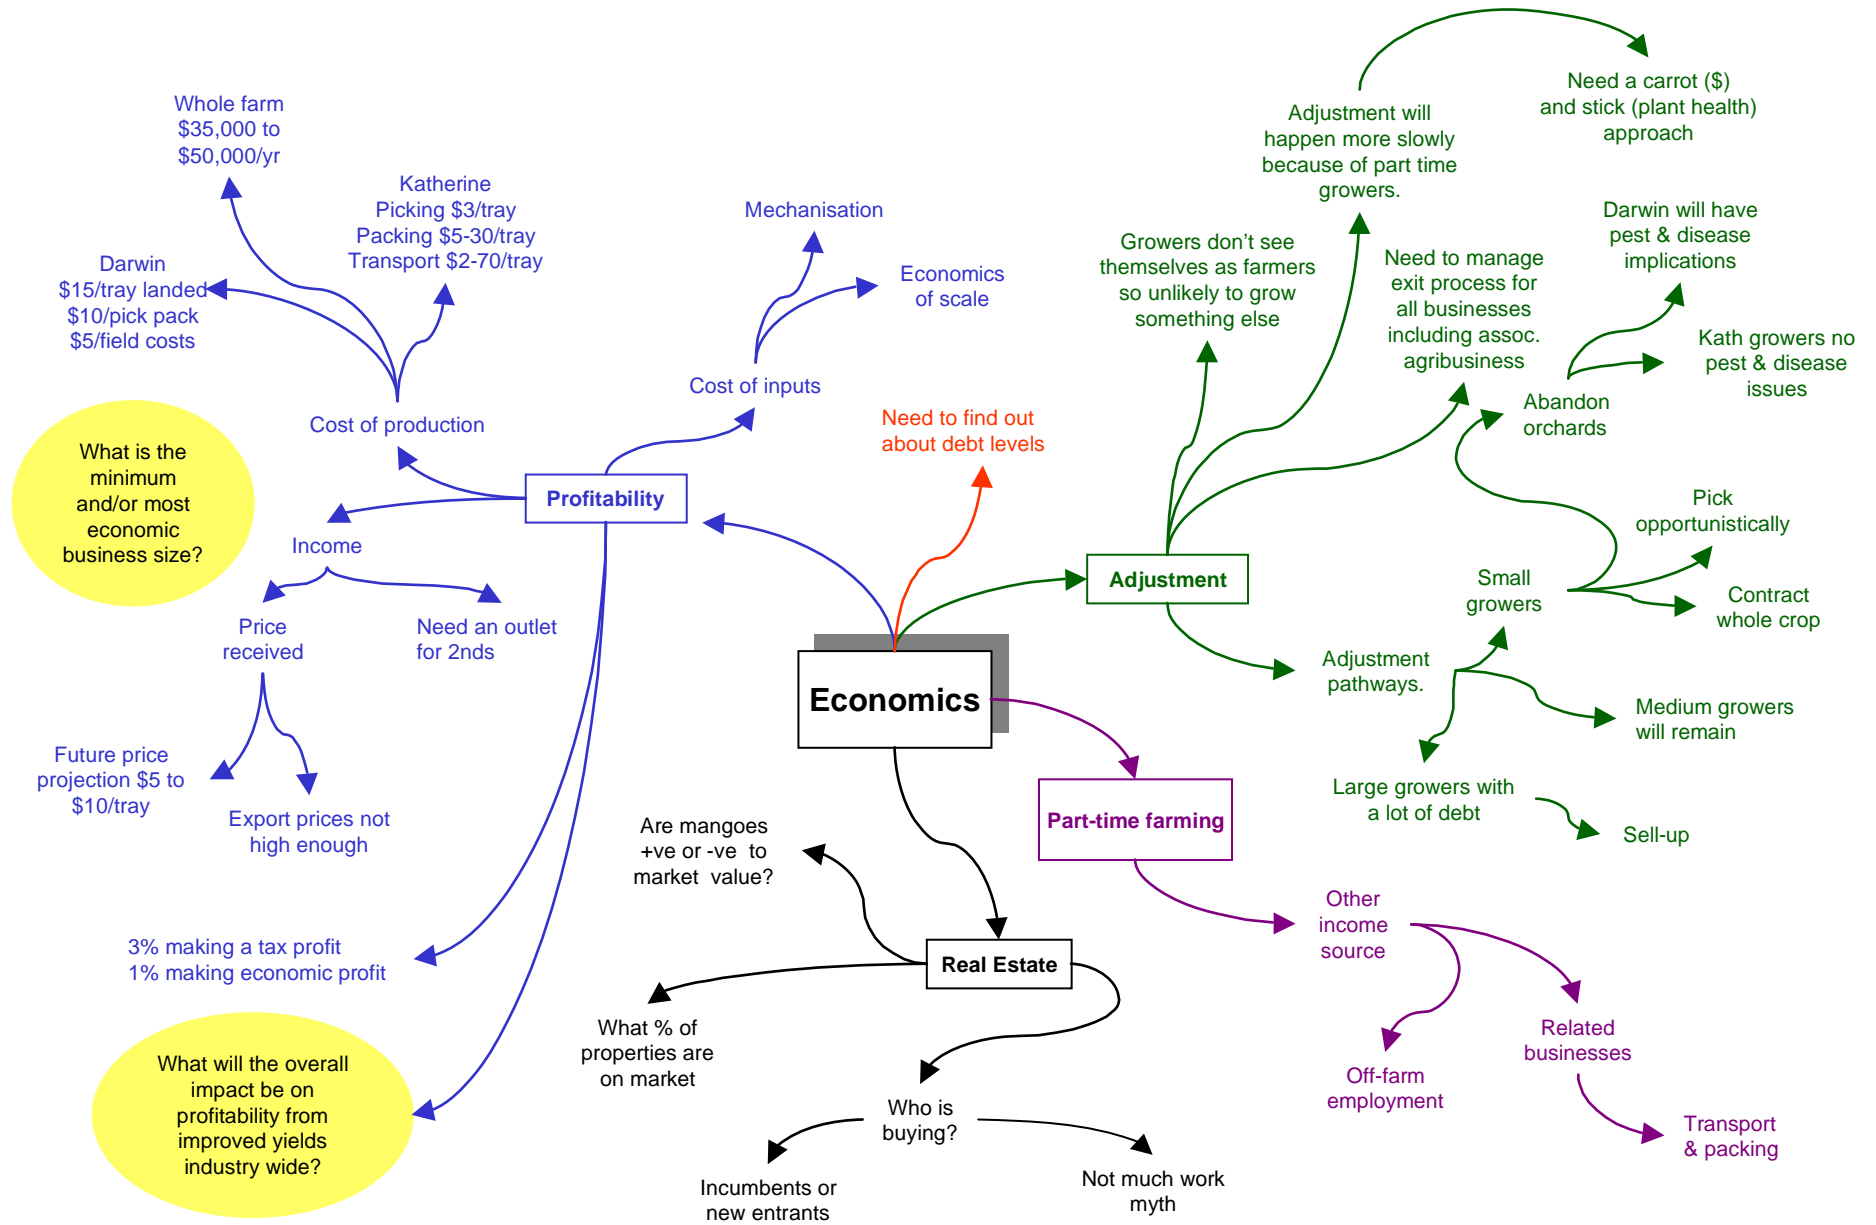 Whole farm
$35,000 to
$50,000/yr
Katherine
Picking $3/tray
Packing $5-30/tray
Transport $2-70/tray
Darwin
$15/tray landed
$10/pick pack
$5/field costs
Cost of production
Mechanisation
Economics
of scale
Cost of inputs
What is the
minimum
and/or most
economic
business size?
Profitability
Income
Price
received
Need an outlet
for 2nds
Future price
projection $5 to
$10/tray
Export prices not
high enough
3% making a tax profit
1% making economic profit
What will the overall
impact be on
profitability from
improved yields
industry wide?
Need to find out
about debt levels
Economics
Adjustment
Growers don't see
themselves as farmers
so unlikely to grow
something else
Adjustment will
happen more slowly
because of part time
growers.
Need a carrot ($)
and stick (plant health)
approach
Need to manage
exit process for
all businesses
including assoc.
agribusiness
Darwin will have
pest & disease
implications
Kath growers no
pest & disease
issues
Abandon
orchards
Pick
opportunistically
Small
growers
Contract
whole crop
Adjustment
pathways.
Medium growers
will remain
Large growers with
a lot of debt
Sell-up
Part-time farming
Other
income
source
Related
businesses
Off-farm
employment
Transport
& packing
Are mangoes
+ve or -ve to
market value?
Real Estate
What % of
properties are
on market
Who is
buying?
Incumbents or
new entrants
Not much work
myth